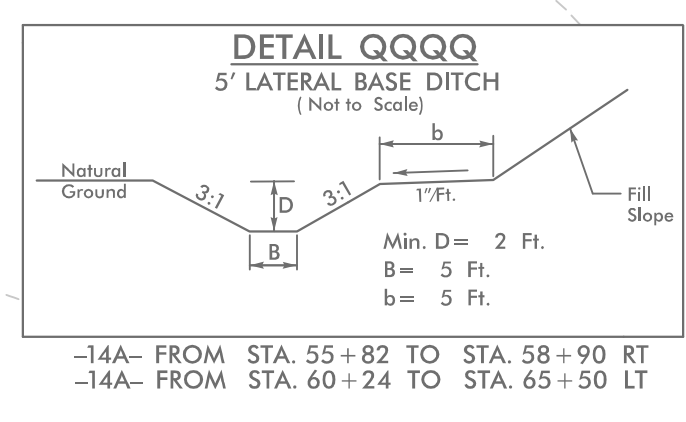 DETAIL QQQQ
5' LATERAL BASE DITCH
( Not to Scale)
b
Natural
Ground
3:1
D
3:1
1"/Ft.
Fill
Slope
B
Min. D= 2 Ft.
B= 5 Ft.
b= 5 Ft.
–14A– FROM STA. 55+82 TO STA. 58+90 RT
–14A– FROM STA. 60+24 TO STA. 65+50 LT